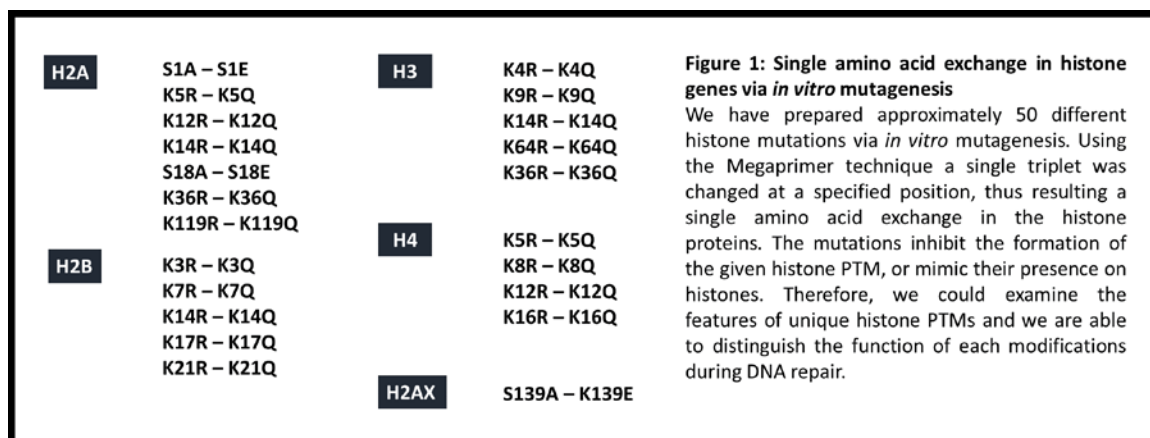 H2A
S1A – S1E
K5R – K5Q
K12R – K12Q
K14R – K14Q
S18A – S18E
K36R – K36Q
K119R – K119Q
H2B
K3R – K3Q
K7R – K7Q
K14R – K14Q
K17R – K17Q
K21R – K21Q
H3
K4R – K4Q
K9R – K9Q
K14R – K14Q
K64R – K64Q
K36R – K36Q
H4
K5R – K5Q
K8R – K8Q
K12R – K12Q
K16R – K16Q
H2AX
S139A – K139E
Figure 1: Single amino acid exchange in histone
genes via in vitro mutagenesis
We have prepared approximately 50 different
histone mutations via in vitro mutagenesis. Using
the Megaprimer technique a single triplet was
changed at a specified position, thus resulting a
single amino acid exchange in the histone
proteins. The mutations inhibit the formation of
the given histone PTM, or mimic their presence on
histones. Therefore, we could examine the
features of unique histone PTMs and we are able
to distinguish the function of each modifications
during DNA repair.